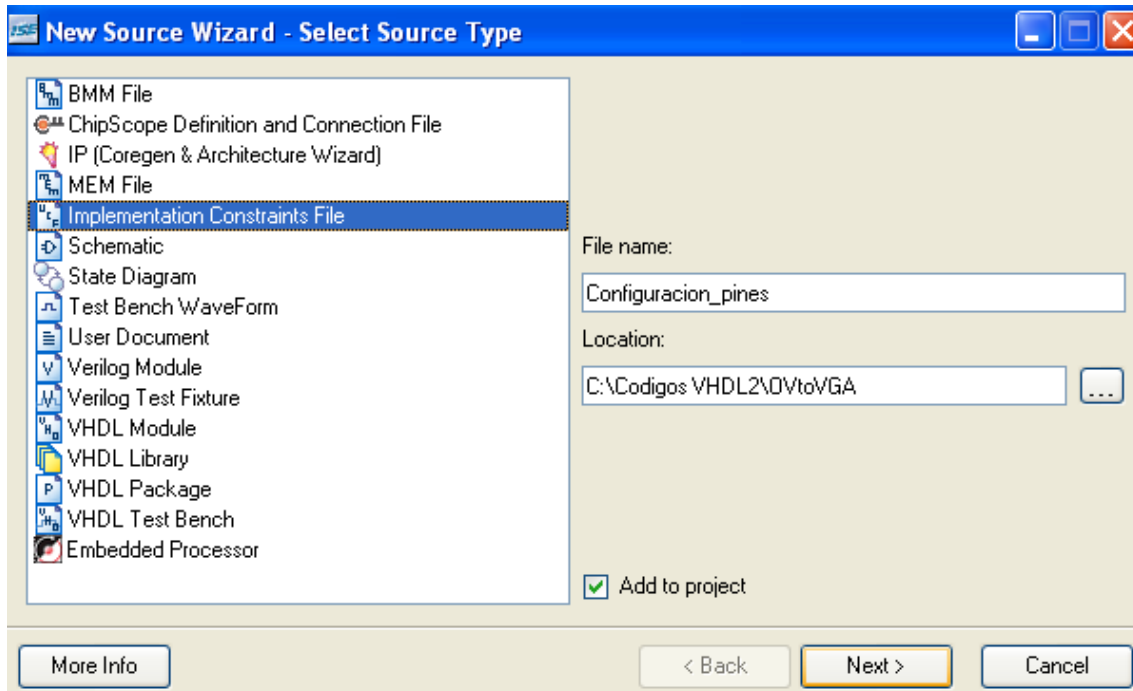 ISE New Source Wizard - Select Source Type
BMM File
ChipScope Definition and Connection File
IP (Coregen & Architecture Wizard)
MEM File
Implementation Constraints File
Schematic
State Diagram
Test Bench WaveForm
User Document
Verilog Module
Verilog Test Fixture
VHDL Module
VHDL Library
VHDL Package
VHDL Test Bench
Embedded Processor
File name:
Configuracion_pines
Location:
C:\Codigos VHDL2\OVtoVGA
...
Add to project
More Info
< Back
Next >
Cancel